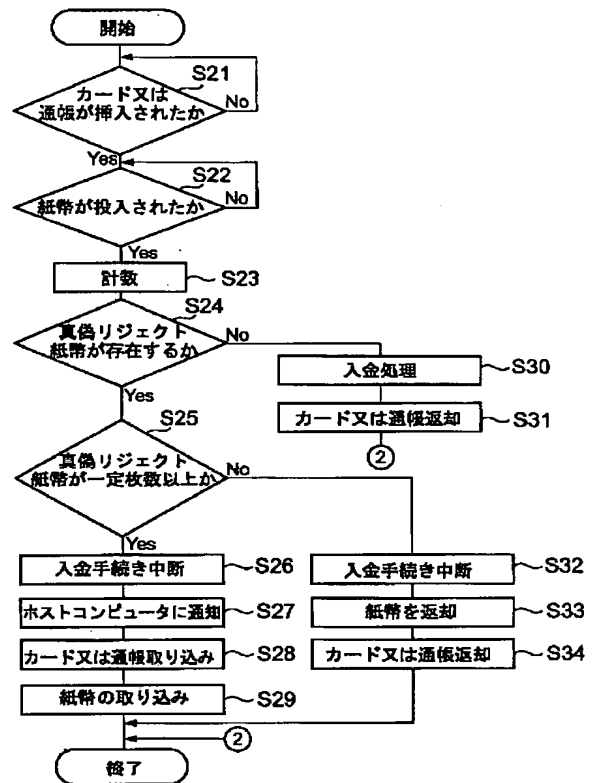 開始
S21
カード又は
通帳が挿入されたか
No
Yes
S22
紙幣が投入されたか
No
Yes
計数
S23
S24
真偽リジェクト
紙幣が存在するか
No
Yes
入金処理
S30
カード又は通帳返却
S31
②
S25
真偽リジェクト
紙幣が一定枚数以上か
No
Yes
入金手続き中断
S26
ホストコンピュータに通知
S27
カード又は通帳取り込み
S28
紙幣の取り込み
S29
入金手続き中断
S32
紙幣を返却
S33
カード又は通帳返却
S34
②
終了